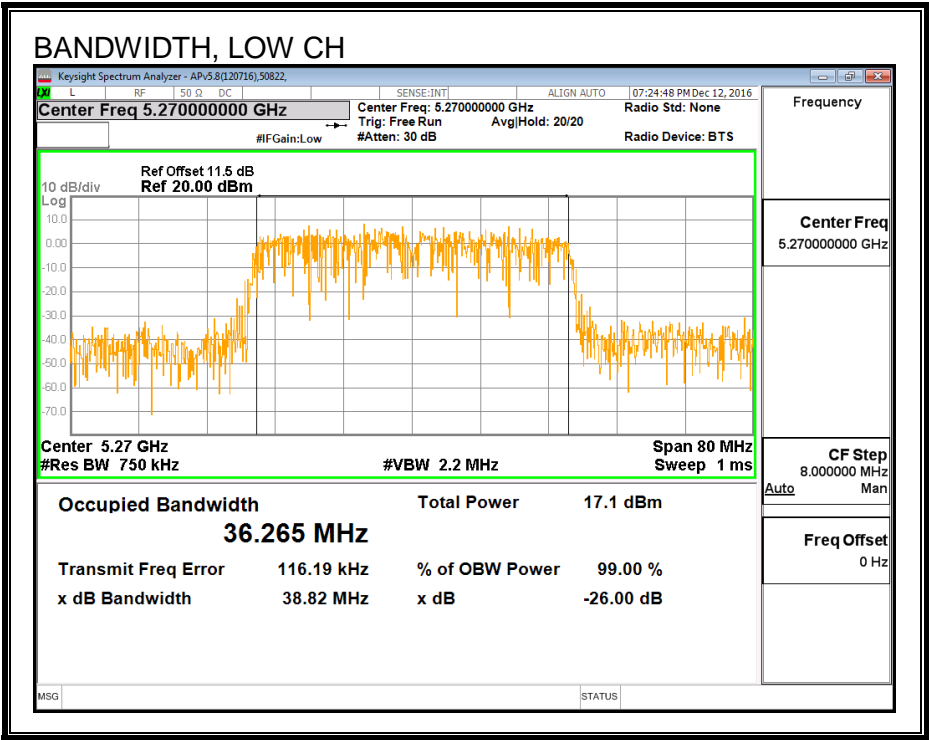 BANDWIDTH, LOW CH
Keysight Spectrum Analyzer - APv5.8(120716),50822,
LXI L RF 50 Ω DC SENSE:INT ALIGN AUTO 07:24:48 PM Dec 12, 2016
Center Freq 5.270000000 GHz
Center Freq: 5.270000000 GHz
Radio Std: None
Trig: Free Run Avg|Hold: 20/20
#IFGain:Low
#Atten: 30 dB
Radio Device: BTS
Ref Offset 11.5 dB
10 dB/div Ref 20.00 dBm
Log
10.0
0.00
-10.0
-20.0
-30.0
-40.0
-50.0
-60.0
-70.0
Center 5.27 GHz Span 80 MHz
#Res BW 750 kHz #VBW 2.2 MHz Sweep 1 ms
Occupied Bandwidth Total Power 17.1 dBm
36.265 MHz
Transmit Freq Error 116.19 kHz % of OBW Power 99.00 %
x dB Bandwidth 38.82 MHz x dB -26.00 dB
MSG STATUS
Frequency
Center Freq
5.270000000 GHz
CF Step
8.000000 MHz
Auto Man
Freq Offset
0 Hz